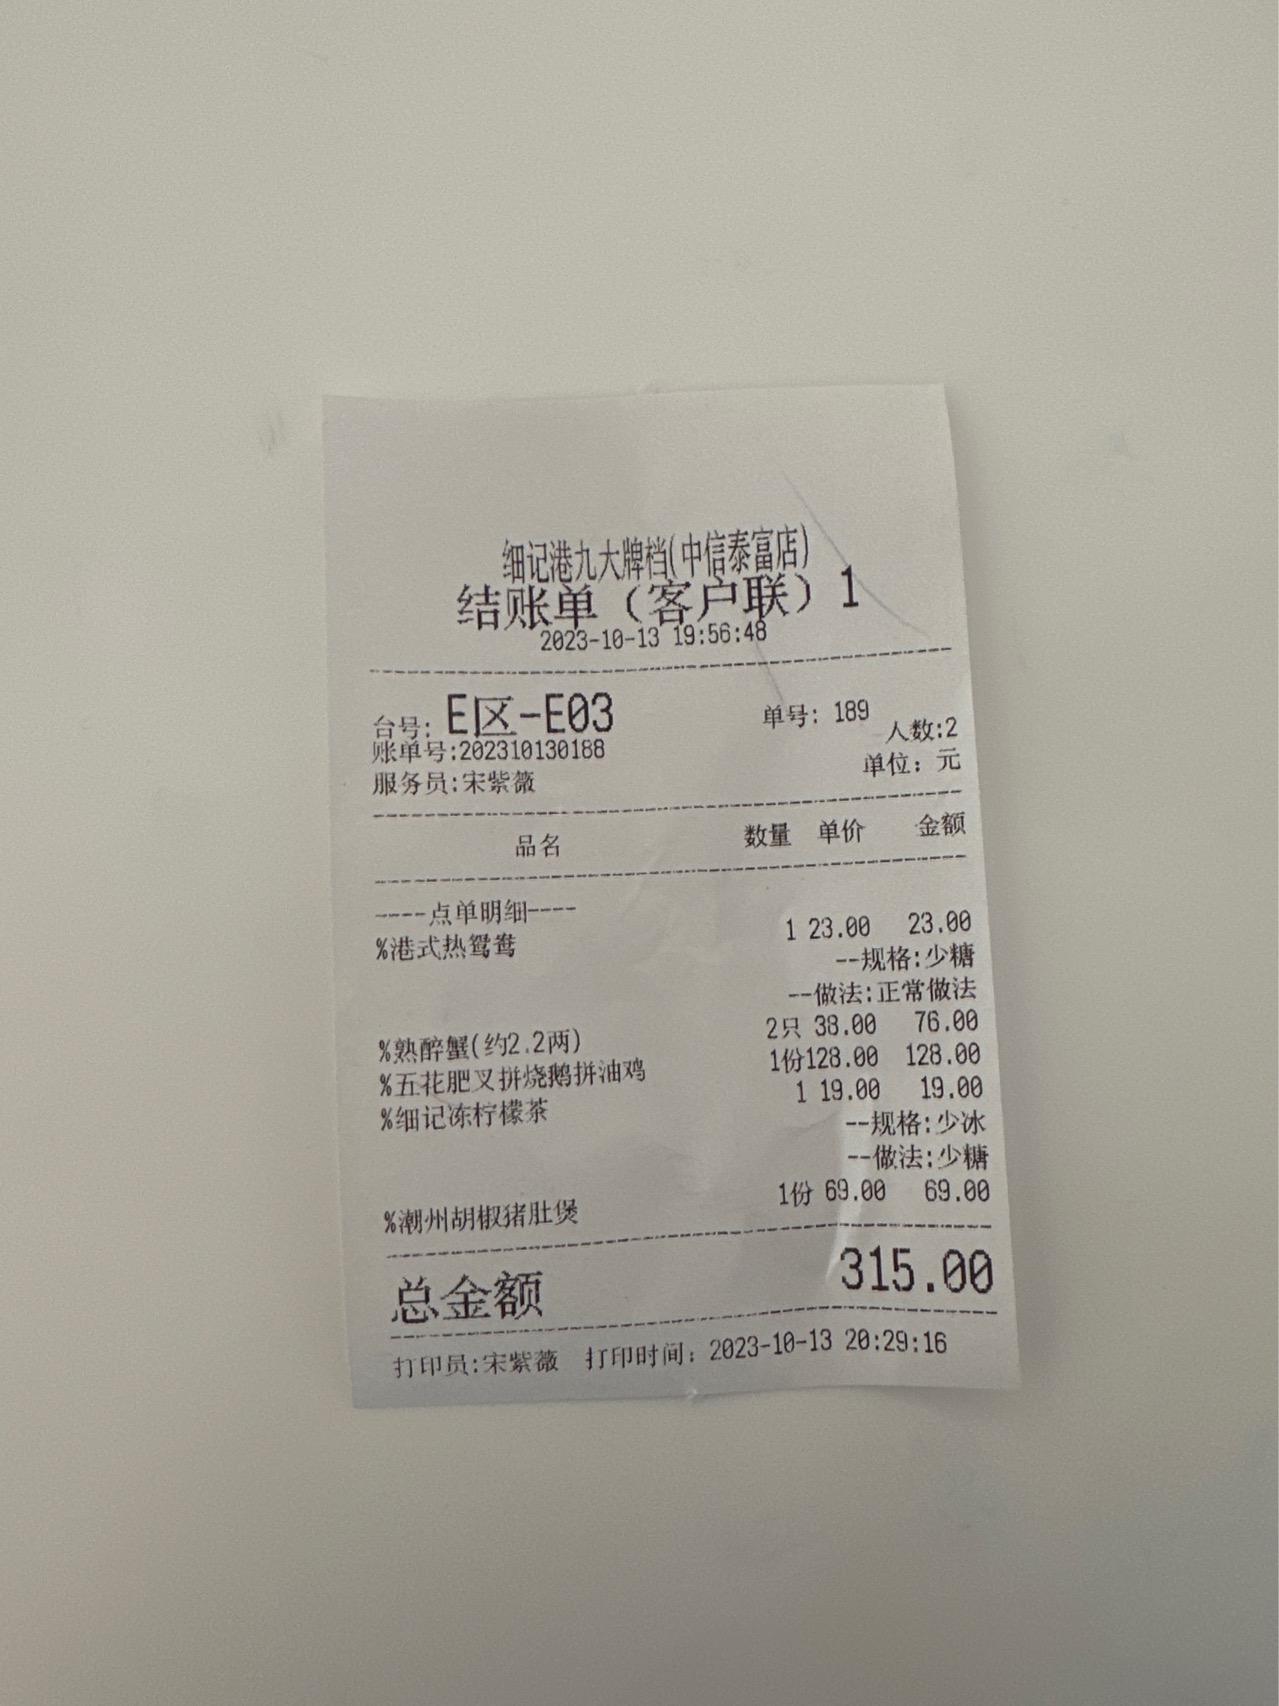 细记港九大牌档(中信泰富店)
结账单（客户联）1
2023-10-13 19:56:48
台号: E区-E03 单号: 189
账单号:202310130188 人数:2
服务员:宋紫薇 单位: 元
品名 数量 单价 金额
----点单明细----
%港式热鸳鸯 1 23.00 23.00
--规格:少糖
--做法:正常做法
%熟醉蟹(约2.2两) 2只 38.00 76.00
%五花肥叉拼烧鹅拼油鸡 1份128.00 128.00
%细记冻柠檬茶 1 19.00 19.00
--规格:少冰
--做法:少糖
%潮州胡椒猪肚煲 1份 69.00 69.00
总金额 315.00
打印员:宋紫薇 打印时间: 2023-10-13 20:29:16